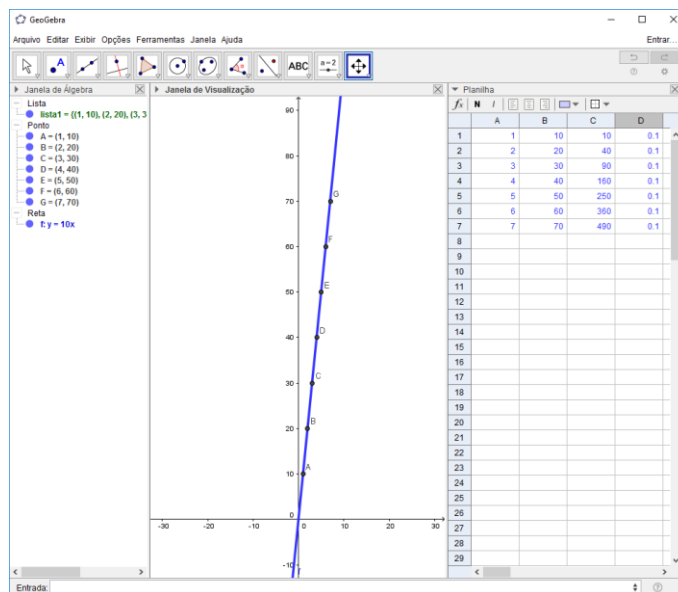 GeoGebra
Arquivo Editar Exibir Opções Ferramentas Janela Ajuda Entrar...
A ABC a=2
Janela de Álgebra
Lista
lista1 = {(1, 10), (2, 20), (3, 3
Ponto
A = (1, 10)
B = (2, 20)
C = (3, 30)
D = (4, 40)
E = (5, 50)
F = (6, 60)
G = (7, 70)
Reta
f: y = 10x
Janela de Visualização
90
80
70
60
50
40
30
20
10
0
-10
-30 -20 -10 0 10 20 30
G
F
E
D
C
B
A
f
Planilha
fx N I
A B C D
1 1 10 10 0.1
2 2 20 40 0.1
3 3 30 90 0.1
4 4 40 160 0.1
5 5 50 250 0.1
6 6 60 360 0.1
7 7 70 490 0.1
8
9
10
11
12
13
14
15
16
17
18
19
20
21
22
23
24
25
26
27
28
29
Entrada: